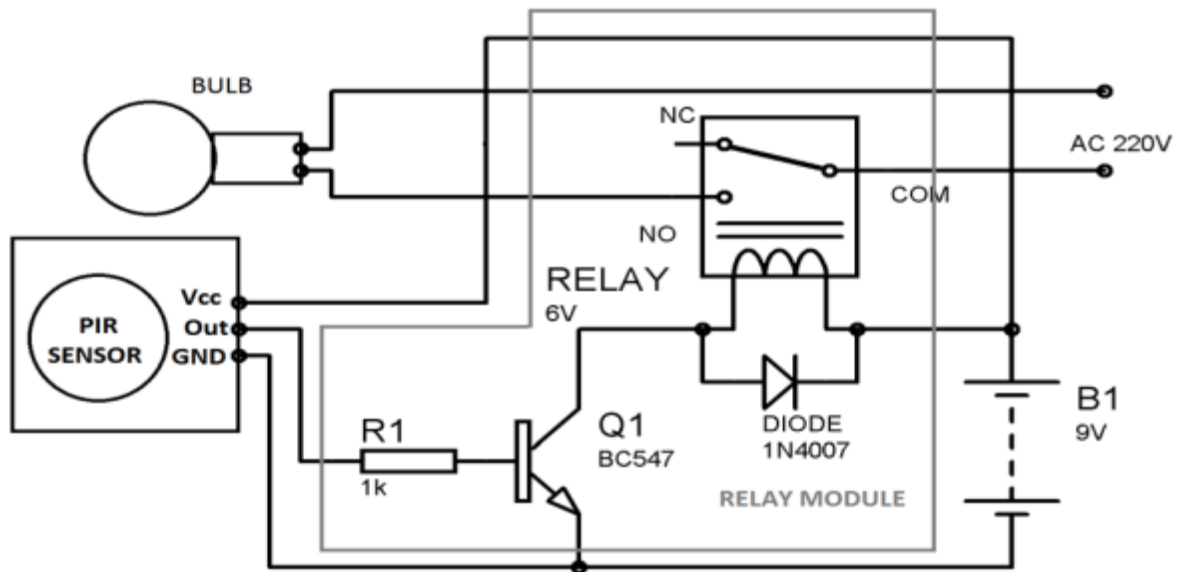 BULB
NC
AC 220V
COM
NO
RELAY
6V
Vcc
PIR
Out
SENSOR
GND
R1
1k
Q1
BC547
DIODE
1N4007
B1
9V
RELAY MODULE